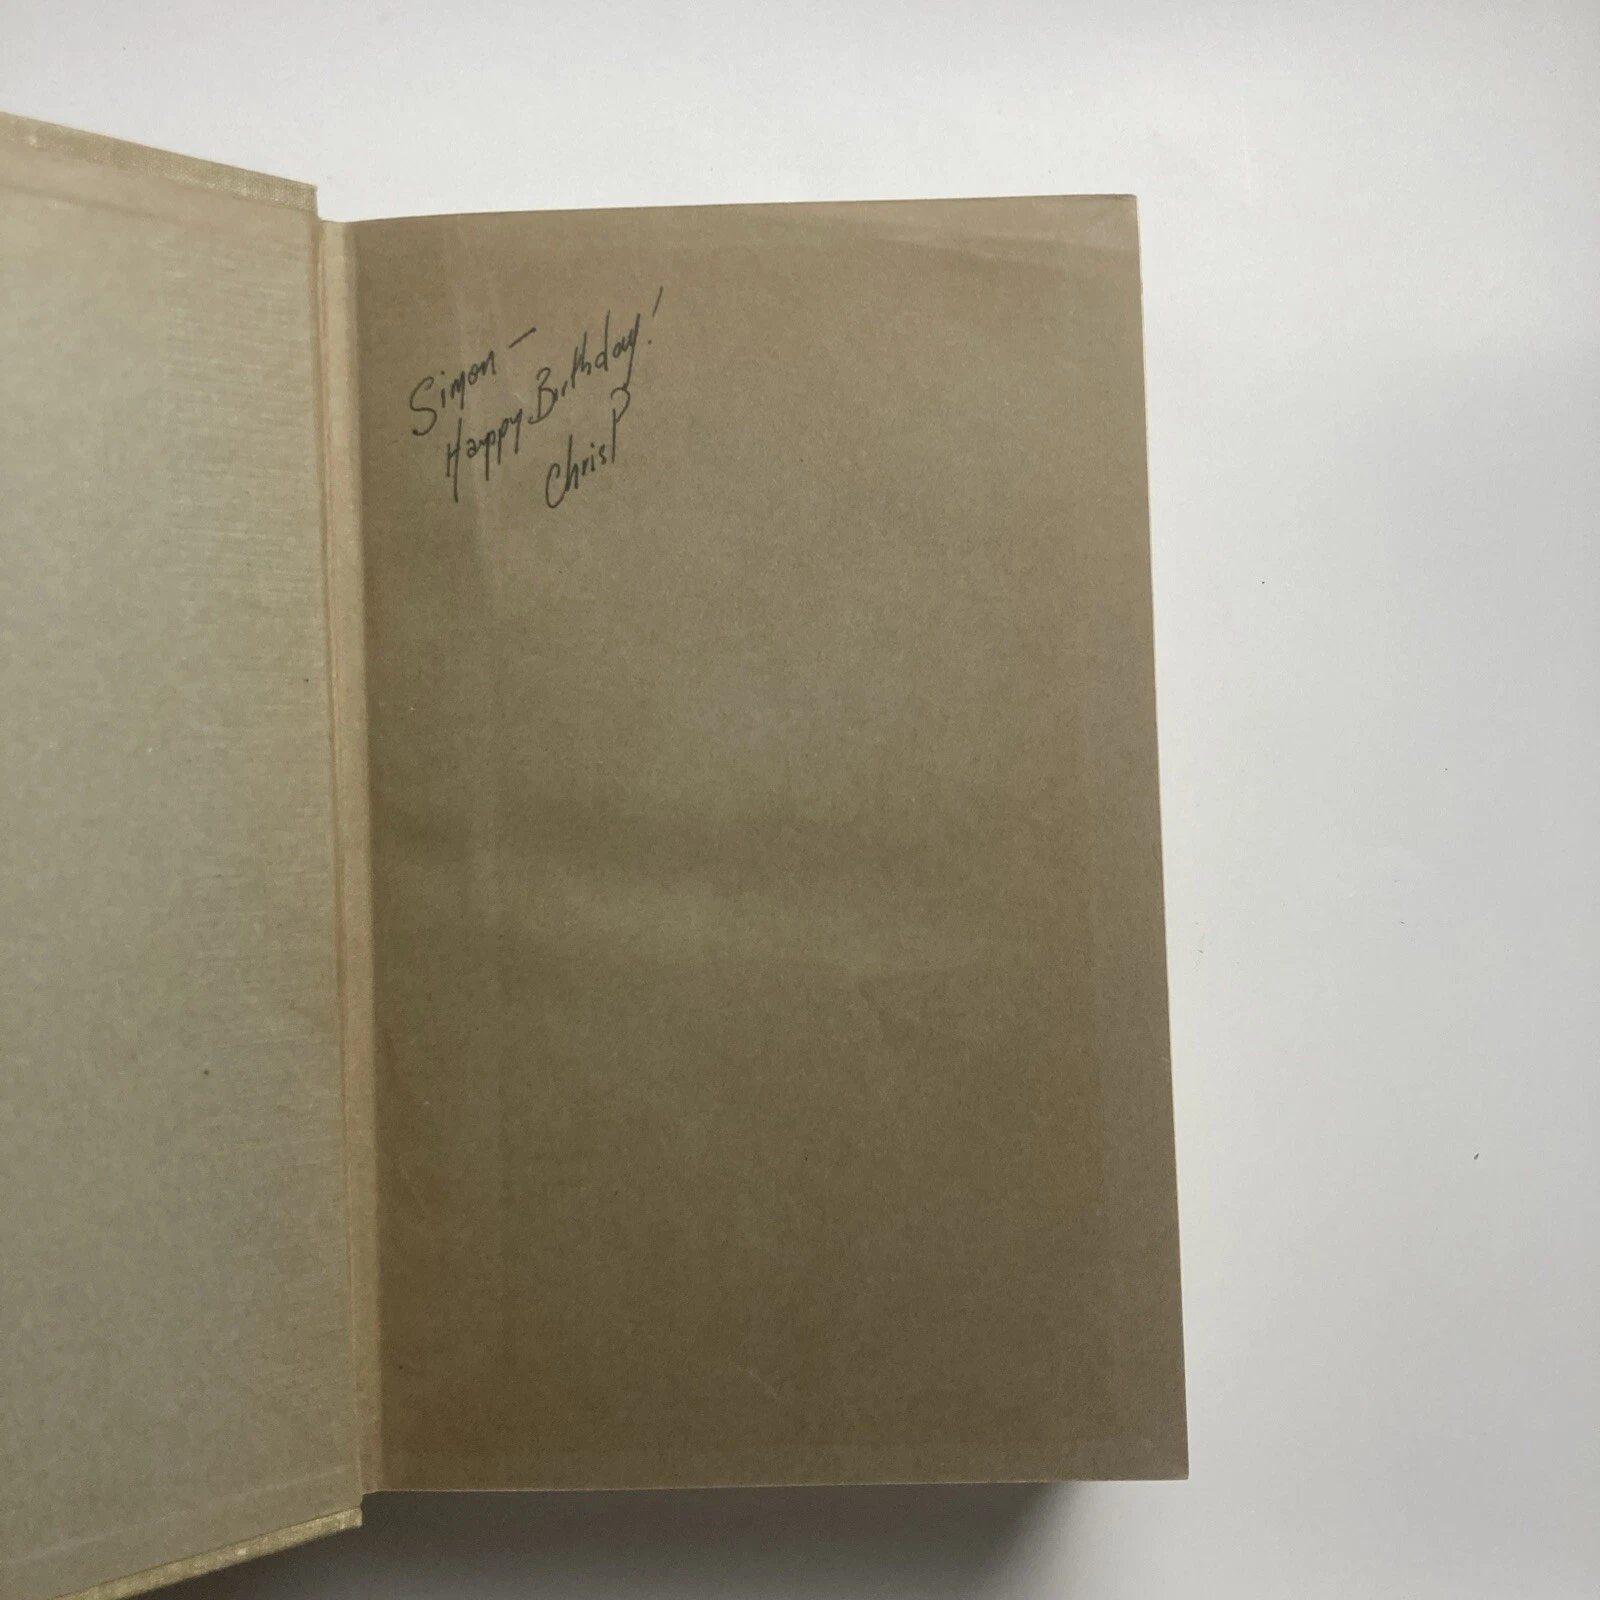 Simon –
Happy Birthday!
Chris P